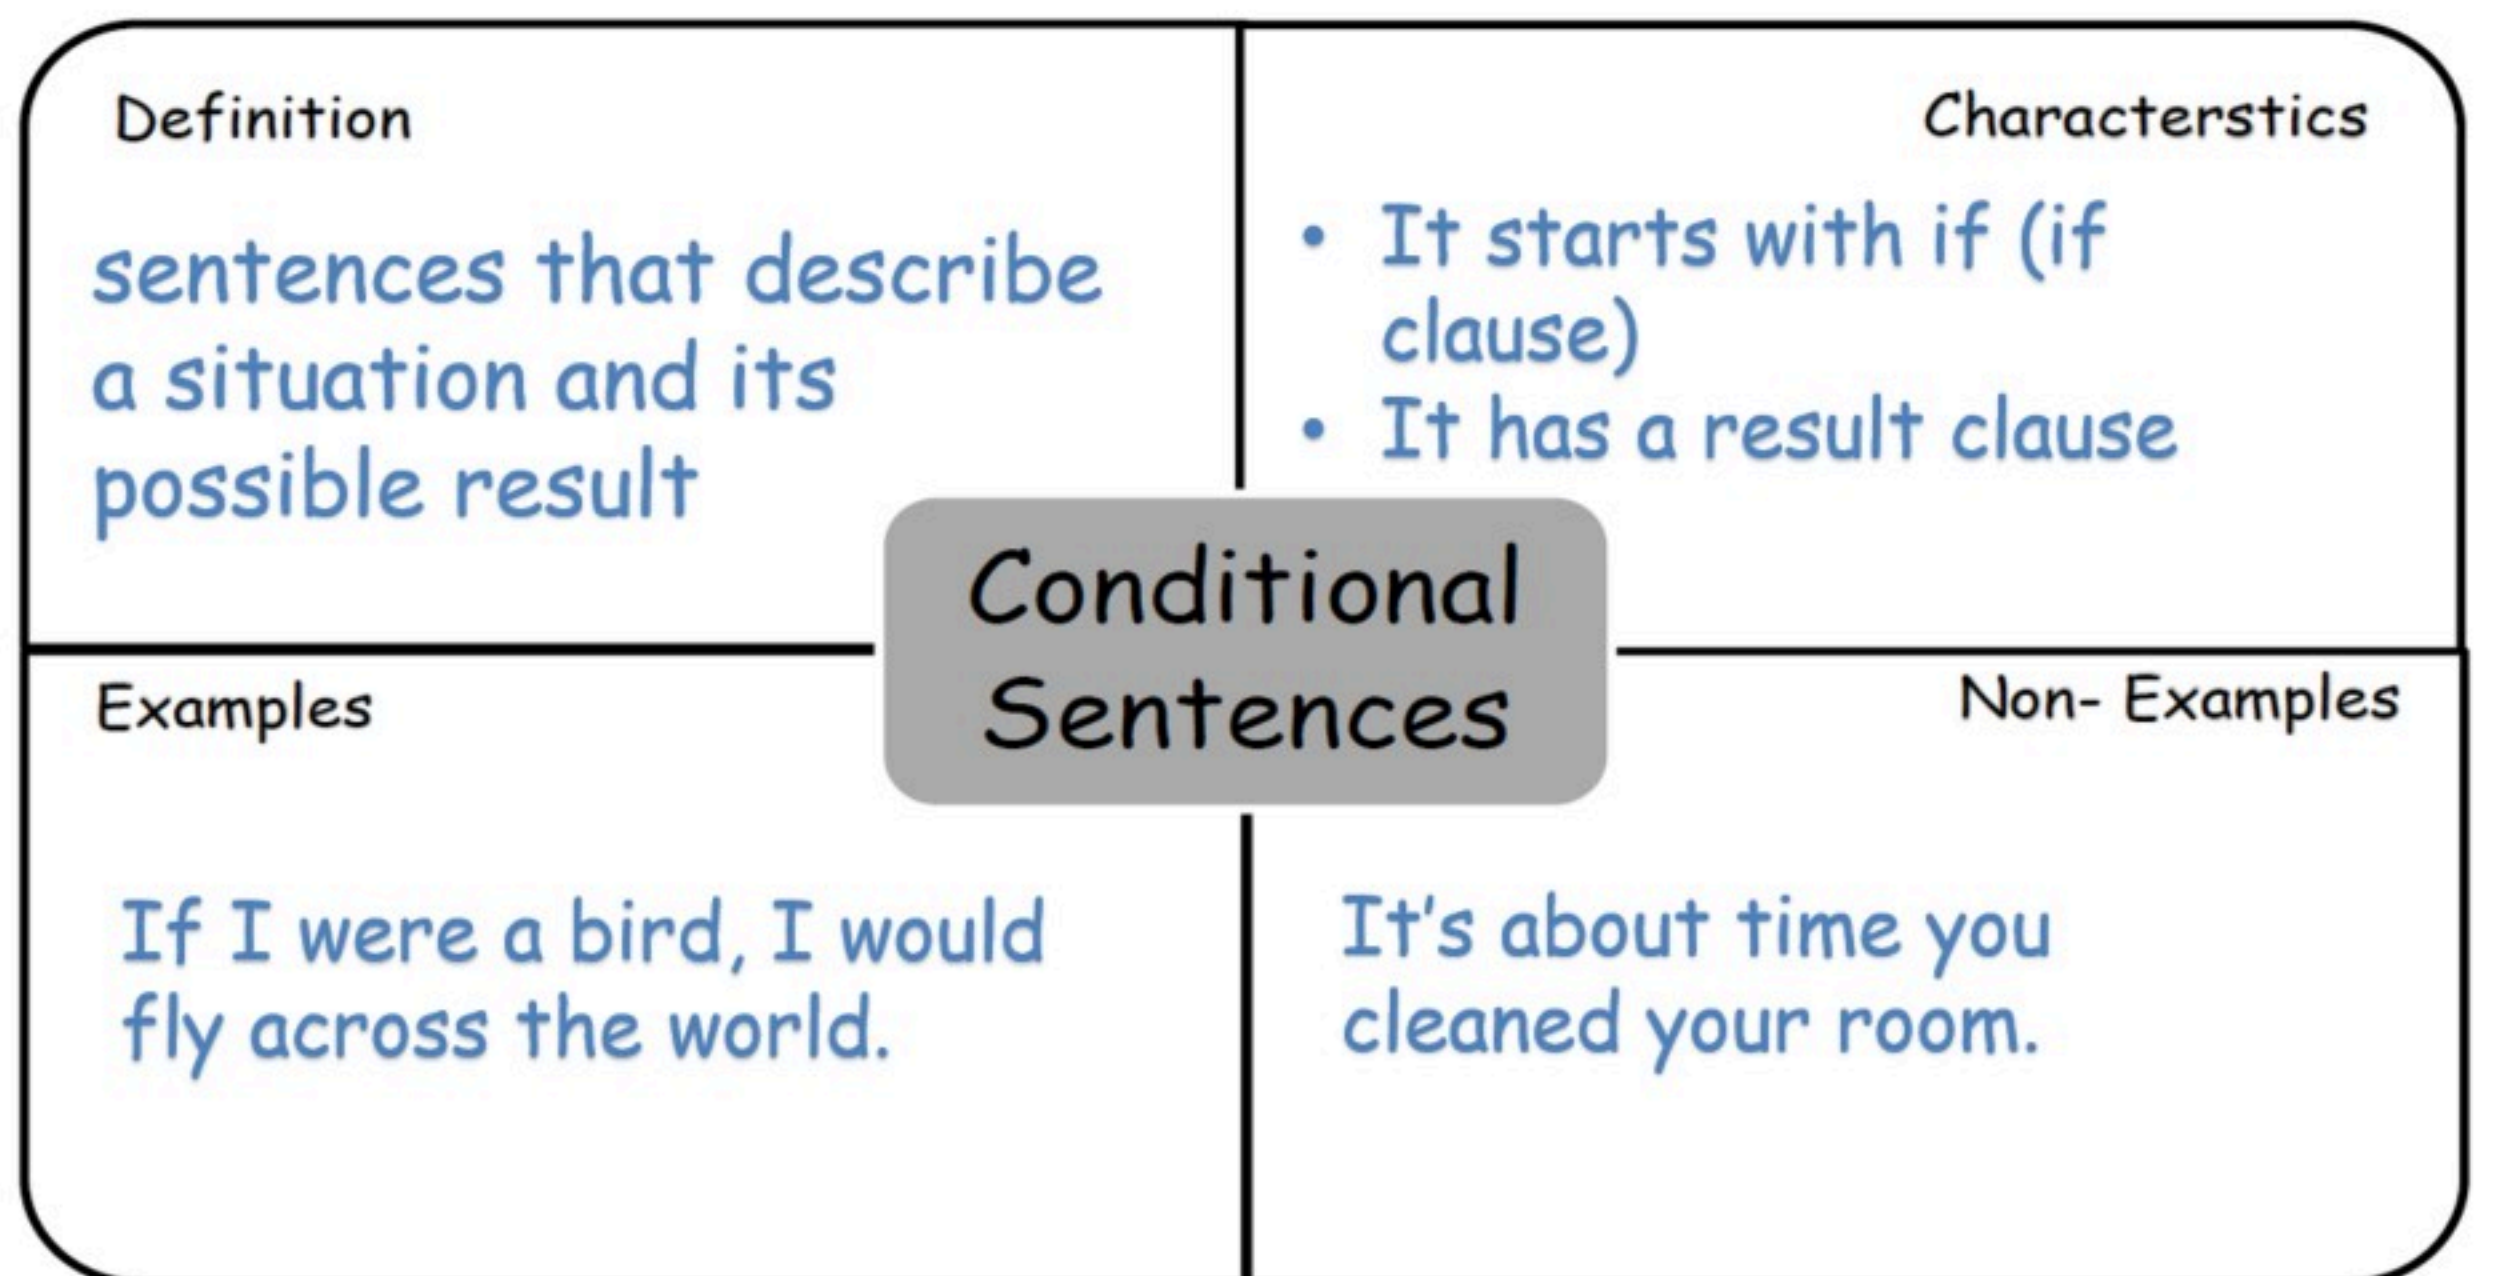 Definition
sentences that describe
a situation and its
possible result
Characterstics
• It starts with if (if
clause)
• It has a result clause
Conditional
Sentences
Examples
If I were a bird, I would
fly across the world.
Non- Examples
It's about time you
cleaned your room.